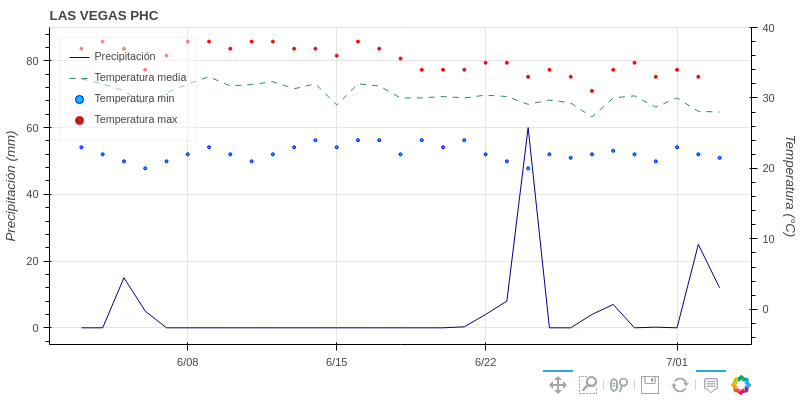 LAS VEGAS PHC
Precipitación
Temperatura media
Temperatura min
Temperatura max
Precipitación (mm)
80
60
40
20
0
Temperatura (°C)
40
30
20
10
0
6/08
6/15
6/22
7/01